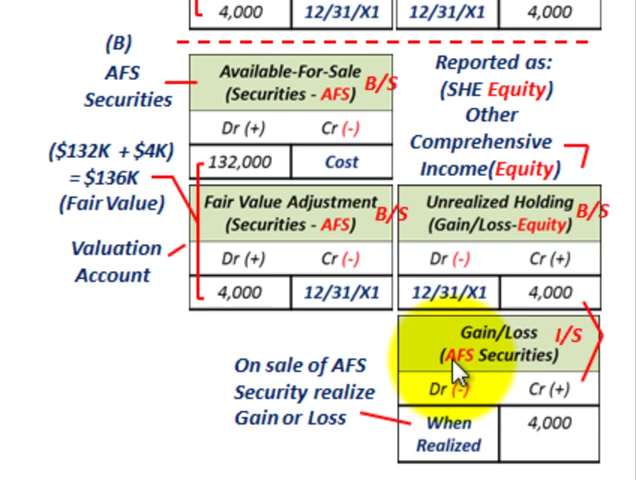 4,000 12/31/X1 12/31/X1 4,000
(B)
AFS
Securities
Available-For-Sale
(Securities - AFS) B/S
Dr (+) Cr (-)
132,000 Cost
Reported as:
(SHE Equity)
Other
Comprehensive
Income(Equity)
($132K + $4K)
= $136K
(Fair Value)
Valuation
Account
Fair Value Adjustment
(Securities - AFS) B/S
Dr (+) Cr (-)
4,000 12/31/X1
Unrealized Holding
(Gain/Loss-Equity) B/S
Dr (-) Cr (+)
12/31/X1 4,000
Gain/Loss I/S
(AFS Securities)
Dr (-) Cr (+)
When
Realized
4,000
On sale of AFS
Security realize
Gain or Loss